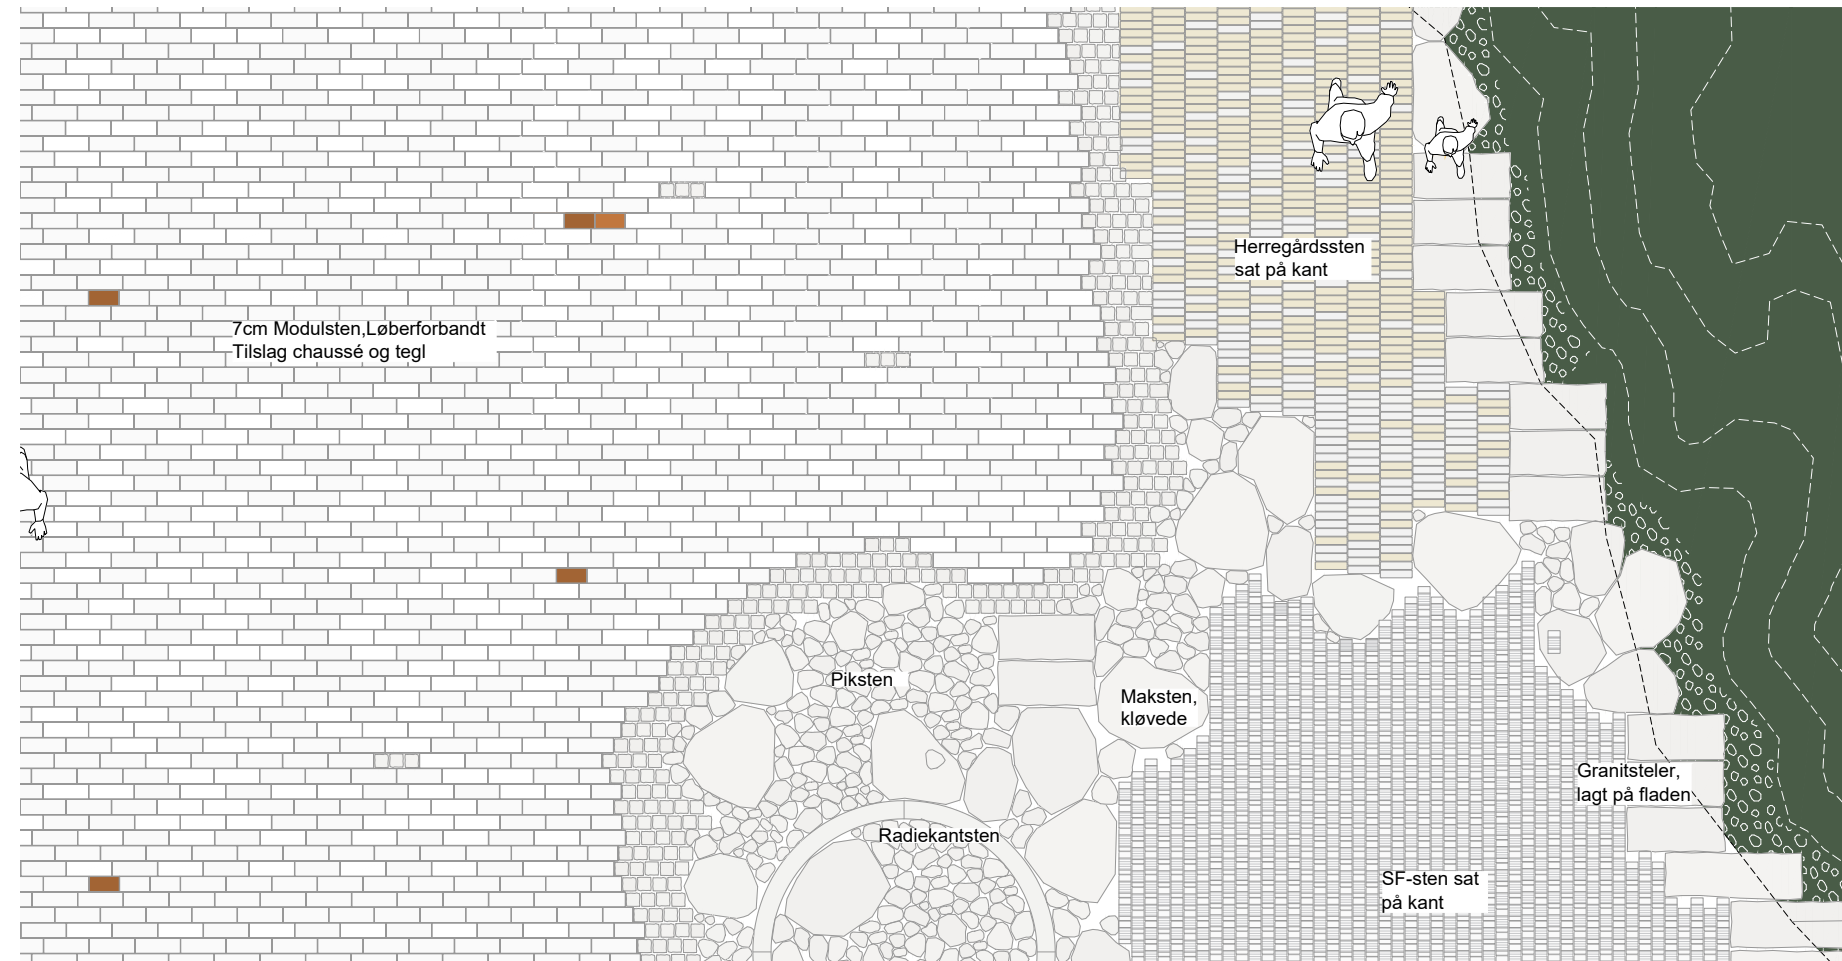 Herregårdssten
sat på kant
7cm Modulsten,Løberforbandt
Tilslag chaussé og tegl
Piksten
Maksten,
kløvede
Granitsteler,
lagt på fladen
Radiekantsten
SF-sten sat
på kant